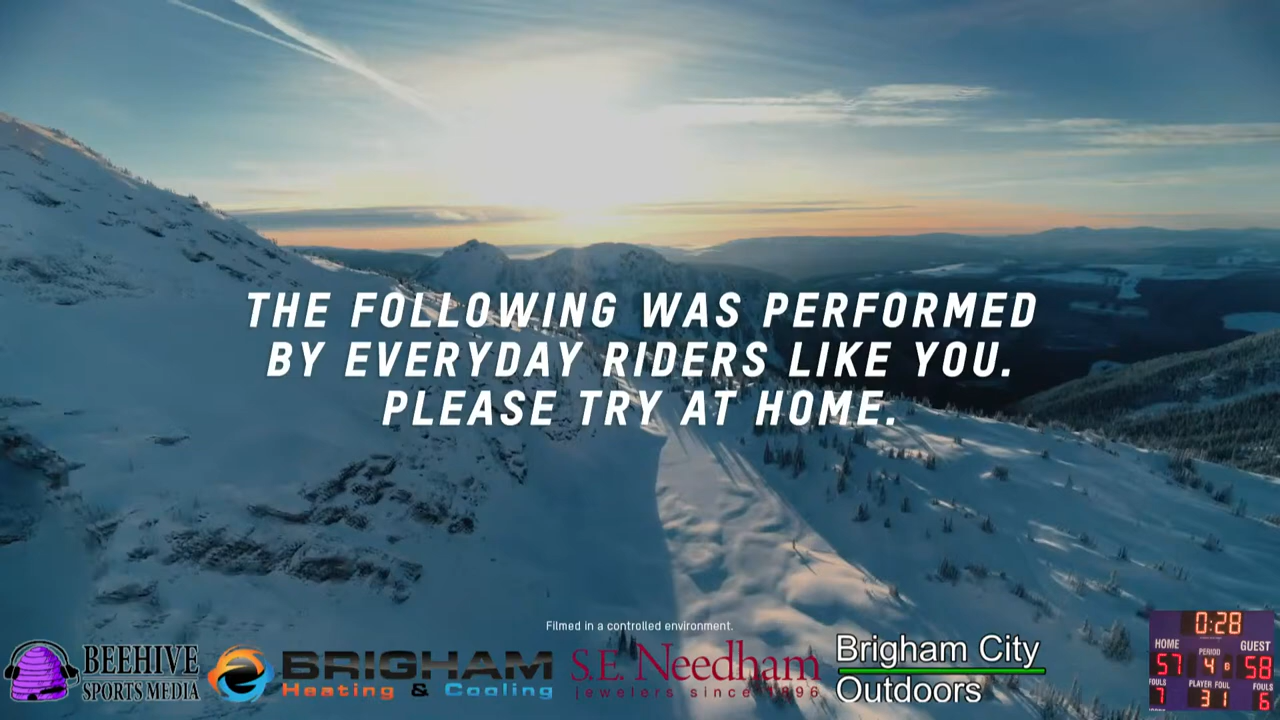 THE FOLLOWING WAS PERFORMED
BY EVERYDAY RIDERS LIKE YOU.
PLEASE TRY AT HOME.
Filmed in a controlled environment.
BEEHIVE
SPORTS MEDIA
BRIGHAM
Heating & Cooling
S.E. Needham
jewelers since 1896
Brigham City
Outdoors
0:28
HOME PERIOD GUEST
57 4 58
FOULS PLAYER FOUL FOULS
7 31 6